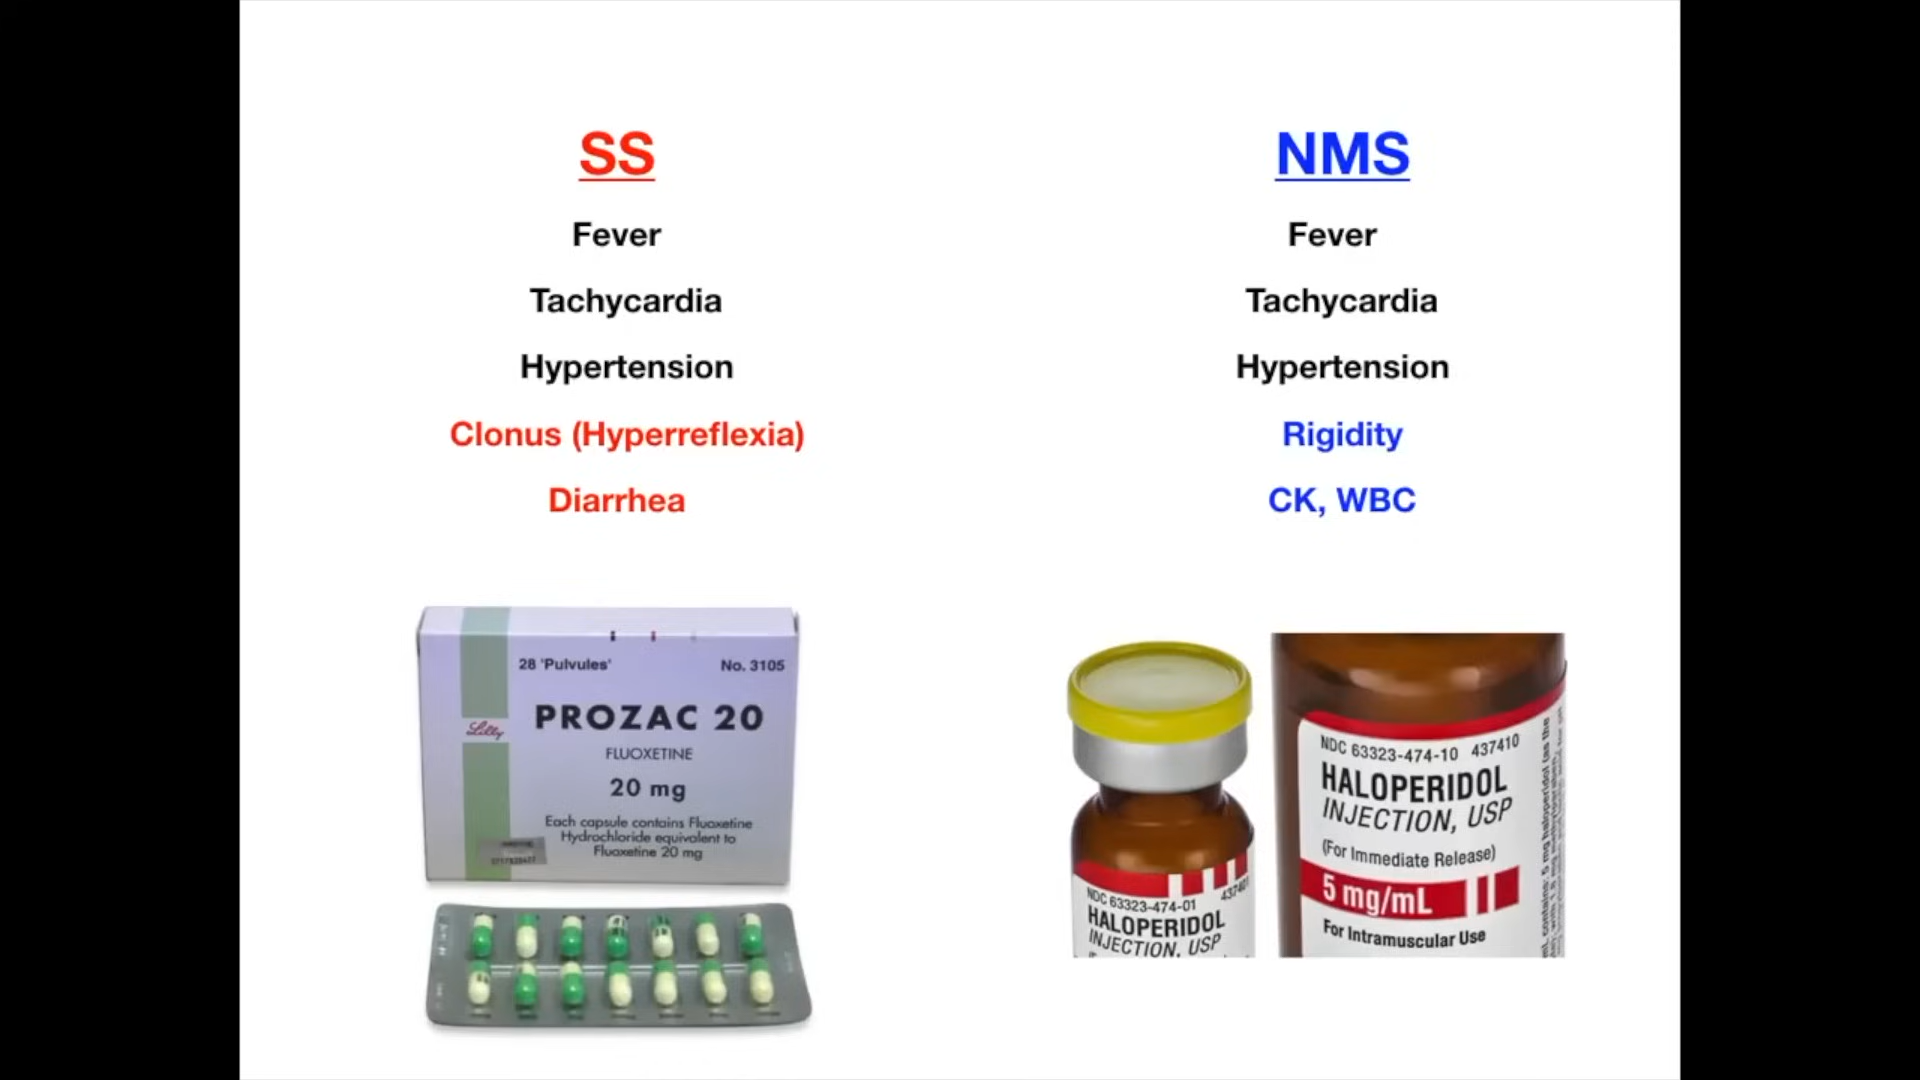 SS
Fever
Tachycardia
Hypertension
Clonus (Hyperreflexia)
Diarrhea
NMS
Fever
Tachycardia
Hypertension
Rigidity
CK, WBC
28 'Pulvules' No. 3105
Lilly
PROZAC 20
FLUOXETINE
20 mg
Each capsule contains Fluoxetine
Hydrochloride equivalent to
Fluoxetine 20 mg
NDC 63323-474-01 437401
HALOPERIDOL
INJECTION, USP
NDC 63323-474-10 437410
HALOPERIDOL
INJECTION, USP
(For Immediate Release)
5 mg/mL
For Intramuscular Use